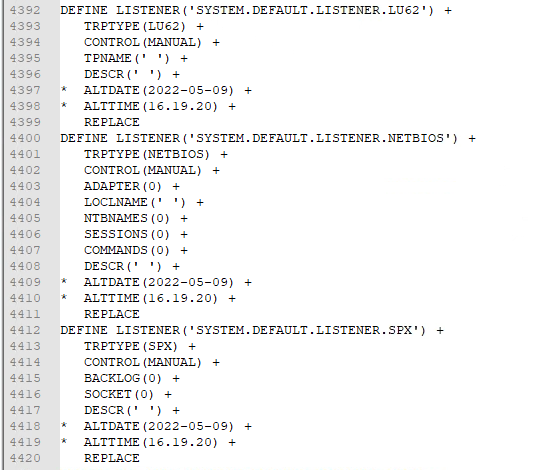 4392 DEFINE LISTENER('SYSTEM.DEFAULT.LISTENER.LU62') +
4393    TRPTYPE(LU62) +
4394    CONTROL(MANUAL) +
4395    TPNAME(' ') +
4396    DESCR(' ') +
4397 *  ALTDATE(2022-05-09) +
4398 *  ALTTIME(16.19.20) +
4399    REPLACE
4400 DEFINE LISTENER('SYSTEM.DEFAULT.LISTENER.NETBIOS') +
4401    TRPTYPE(NETBIOS) +
4402    CONTROL(MANUAL) +
4403    ADAPTER(0) +
4404    LOCLNAME(' ') +
4405    NTBNAMES(0) +
4406    SESSIONS(0) +
4407    COMMANDS(0) +
4408    DESCR(' ') +
4409 *  ALTDATE(2022-05-09) +
4410 *  ALTTIME(16.19.20) +
4411    REPLACE
4412 DEFINE LISTENER('SYSTEM.DEFAULT.LISTENER.SPX') +
4413    TRPTYPE(SPX) +
4414    CONTROL(MANUAL) +
4415    BACKLOG(0) +
4416    SOCKET(0) +
4417    DESCR(' ') +
4418 *  ALTDATE(2022-05-09) +
4419 *  ALTTIME(16.19.20) +
4420    REPLACE